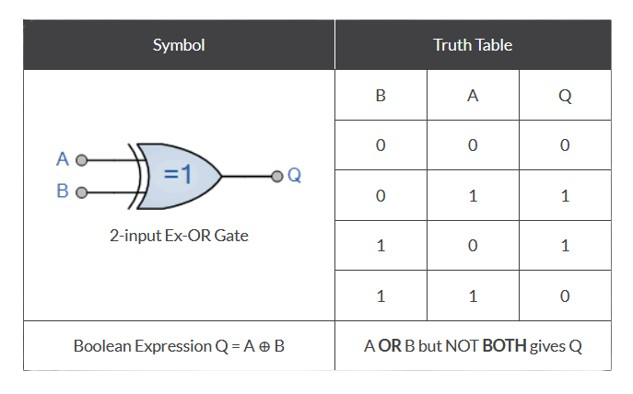 Symbol
Truth Table
B A Q
0 0 0
0 1 1
1 0 1
1 1 0
A
B
=1
Q
2-input Ex-OR Gate
Boolean Expression Q = A ⊕ B
A OR B but NOT BOTH gives Q